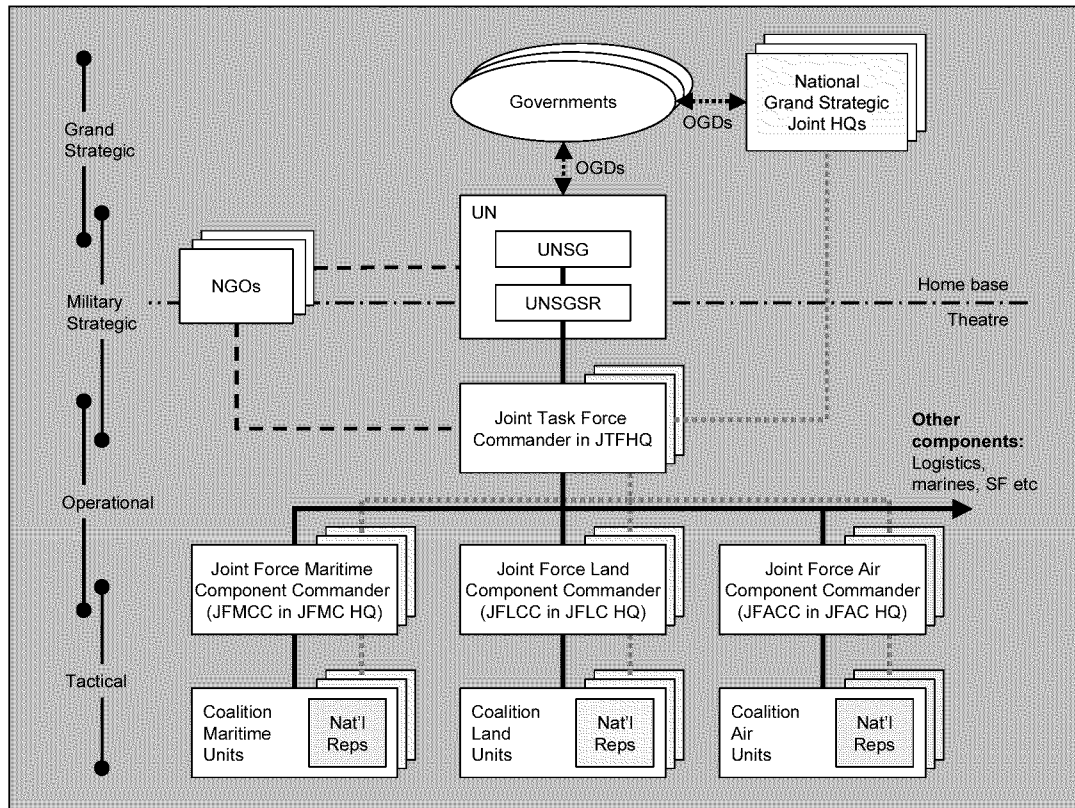 Governments
National
Grand Strategic
Joint HQs
OGDs
OGDs
Grand
Strategic
UN
UNSG
UNSGSR
NGOs
Military
Strategic
Home base
Theatre
Joint Task Force
Commander in JTFHQ
Other
components:
Logistics,
marines, SF etc
Operational
Joint Force Maritime
Component Commander
(JFMCC in JFMC HQ)
Joint Force Land
Component Commander
(JFLCC in JFLC HQ)
Joint Force Air
Component Commander
(JFACC in JFAC HQ)
Tactical
Coalition
Maritime
Units
Nat'l
Reps
Coalition
Land
Units
Nat'l
Reps
Coalition
Air
Units
Nat'l
Reps